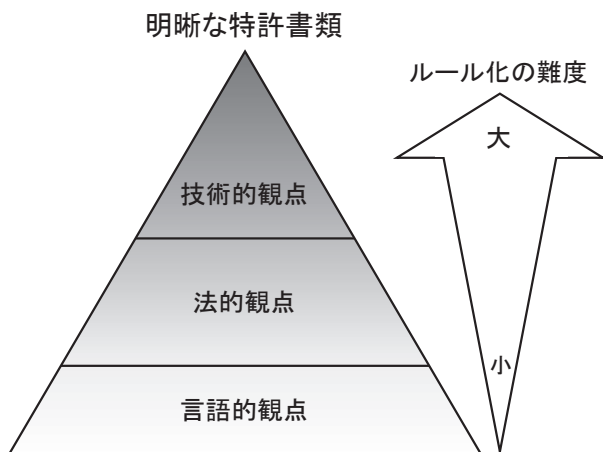 明晰な特許書類
ルール化の難度
大
技術的観点
法的観点
小
言語的観点